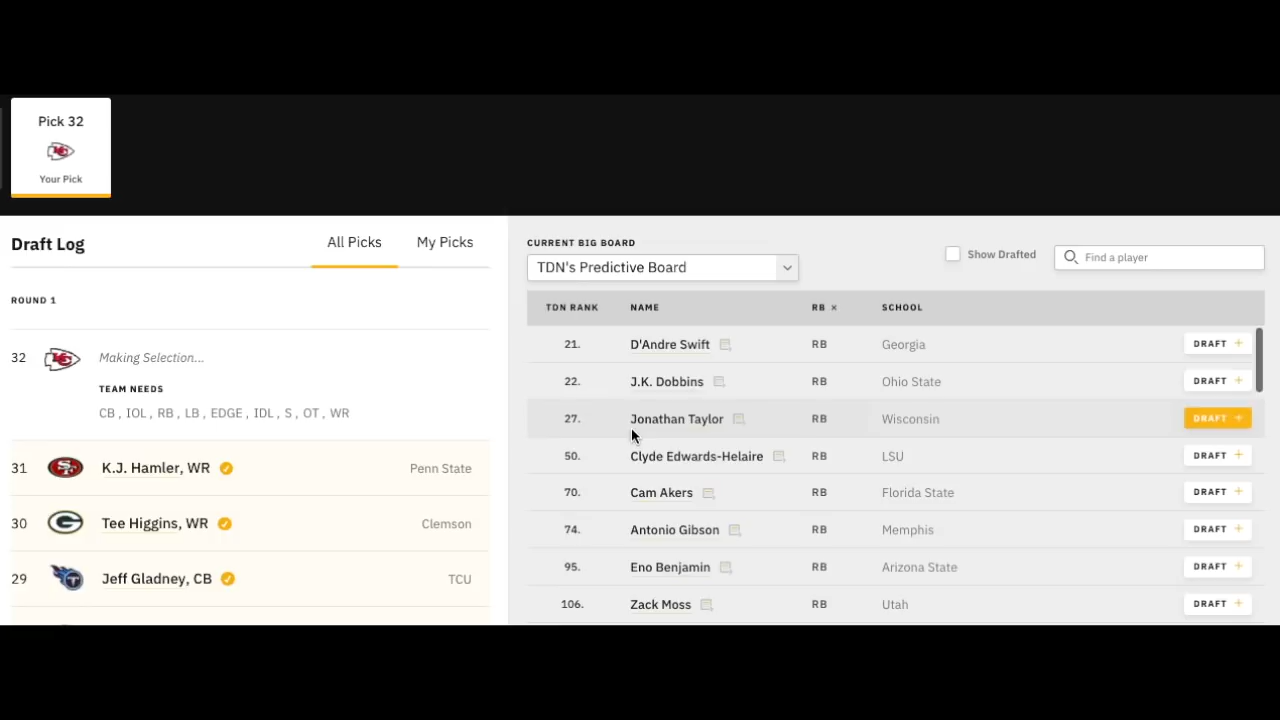 Pick 32
Your Pick
Draft Log
All Picks
My Picks
ROUND 1
32
Making Selection...
TEAM NEEDS
CB , IOL , RB , LB , EDGE , IDL , S , OT , WR
31 K.J. Hamler, WR Penn State
30 Tee Higgins, WR Clemson
29 Jeff Gladney, CB TCU
CURRENT BIG BOARD
TDN's Predictive Board
Show Drafted
Find a player
TDN RANK NAME RB × SCHOOL
21. D'Andre Swift RB Georgia DRAFT +
22. J.K. Dobbins RB Ohio State DRAFT +
27. Jonathan Taylor RB Wisconsin DRAFT +
50. Clyde Edwards-Helaire RB LSU DRAFT +
70. Cam Akers RB Florida State DRAFT +
74. Antonio Gibson RB Memphis DRAFT +
95. Eno Benjamin RB Arizona State DRAFT +
106. Zack Moss RB Utah DRAFT +